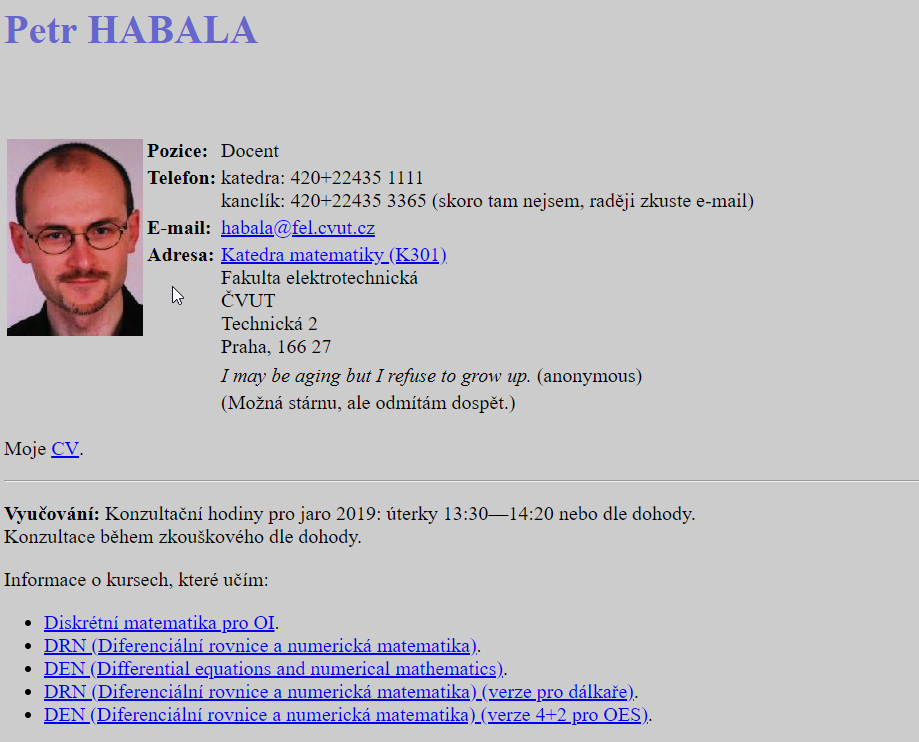 Petr HABALA
Pozice: Docent
Telefon: katedra: 420+22435 1111
kanclík: 420+22435 3365 (skoro tam nejsem, raději zkuste e-mail)
E-mail: habala@fel.cvut.cz
Adresa: Katedra matematiky (K301)
Fakulta elektrotechnická
ČVUT
Technická 2
Praha, 166 27
I may be aging but I refuse to grow up. (anonymous)
(Možná stárnu, ale odmítám dospět.)
Moje CV.
Vyučování: Konzultační hodiny pro jaro 2019: úterky 13:30—14:20 nebo dle dohody.
Konzultace během zkouškového dle dohody.
Informace o kursech, které učím:
• Diskrétní matematika pro OI.
• DRN (Diferenciální rovnice a numerická matematika).
• DEN (Differential equations and numerical mathematics).
• DRN (Diferenciální rovnice a numerická matematika) (verze pro dálkaře).
• DEN (Diferenciální rovnice a numerická matematika) (verze 4+2 pro OES).